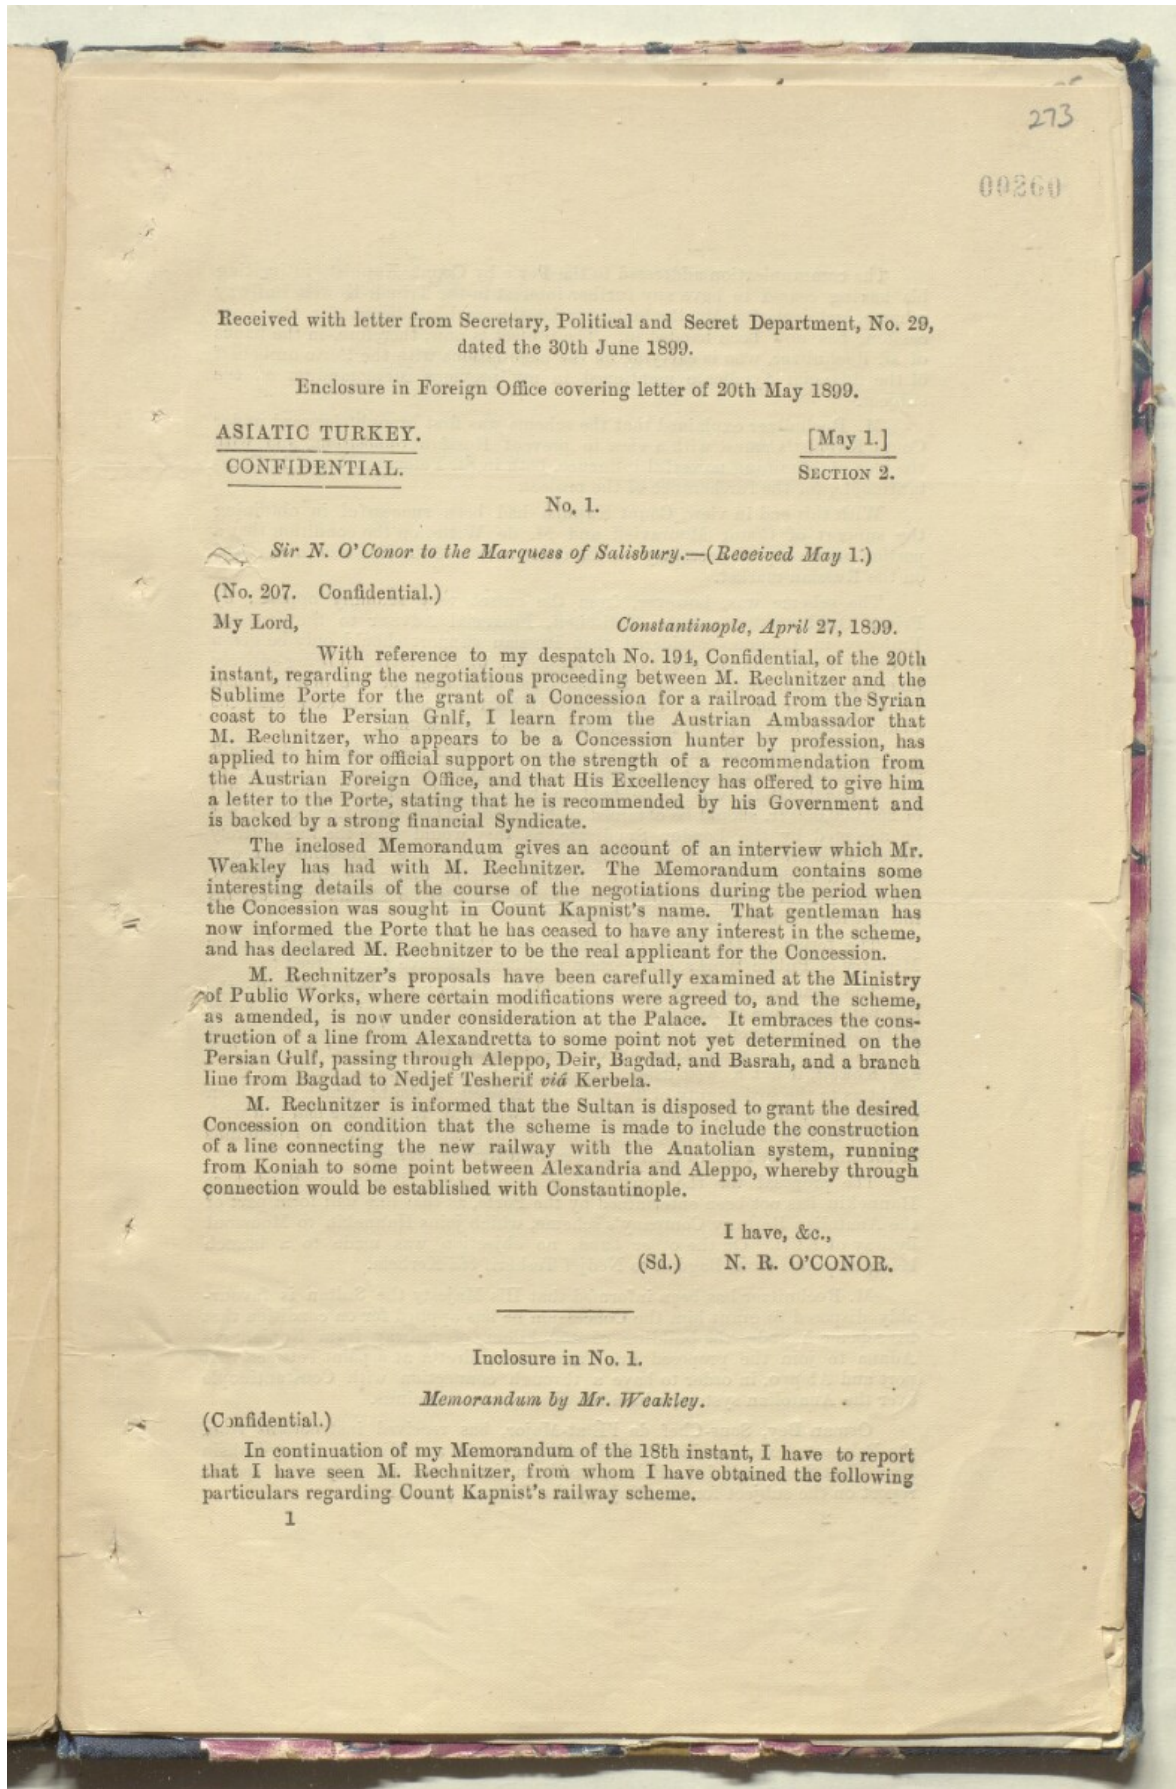 273
00260
Received with letter from Secretary, Political and Secret Department, No. 29,
dated the 30th June 1899.
Enclosure in Foreign Office covering letter of 20th May 1899.
ASIATIC TURKEY.
[May 1.]
CONFIDENTIAL.
SECTION 2.
No. 1.
Sir N. O'Conor to the Marquess of Salisbury.—(Received May 1.)
(No. 207. Confidential.)
My Lord,
Constantinople, April 27, 1899.
With reference to my despatch No. 194, Confidential, of the 20th
instant, regarding the negotiations proceeding between M. Rechnitzer and the
Sublime Porte for the grant of a Concession for a railroad from the Syrian
coast to the Persian Gulf, I learn from the Austrian Ambassador that
M. Rechnitzer, who appears to be a Concession hunter by profession, has
applied to him for official support on the strength of a recommendation from
the Austrian Foreign Office, and that His Excellency has offered to give him
a letter to the Porte, stating that he is recommended by his Government and
is backed by a strong financial Syndicate.
The inclosed Memorandum gives an account of an interview which Mr.
Weakley has had with M. Rechnitzer. The Memorandum contains some
interesting details of the course of the negotiations during the period when
the Concession was sought in Count Kapnist's name. That gentleman has
now informed the Porte that he has ceased to have any interest in the scheme,
and has declared M. Rechnitzer to be the real applicant for the Concession.
M. Rechnitzer's proposals have been carefully examined at the Ministry
of Public Works, where certain modifications were agreed to, and the scheme,
as amended, is now under consideration at the Palace. It embraces the cons-
truction of a line from Alexandretta to some point not yet determined on the
Persian Gulf, passing through Aleppo, Deir, Bagdad, and Basrah, and a branch
line from Bagdad to Nedjef Tesherif viá Kerbela.
M. Rechnitzer is informed that the Sultan is disposed to grant the desired
Concession on condition that the scheme is made to include the construction
of a line connecting the new railway with the Anatolian system, running
from Koniah to some point between Alexandria and Aleppo, whereby through
connection would be established with Constantinople.
I have, &c.,
(Sd.) N. R. O'CONOR.
Inclosure in No. 1.
Memorandum by Mr. Weakley.
(Confidential.)
In continuation of my Memorandum of the 18th instant, I have to report
that I have seen M. Rechnitzer, from whom I have obtained the following
particulars regarding Count Kapnist's railway scheme.
1